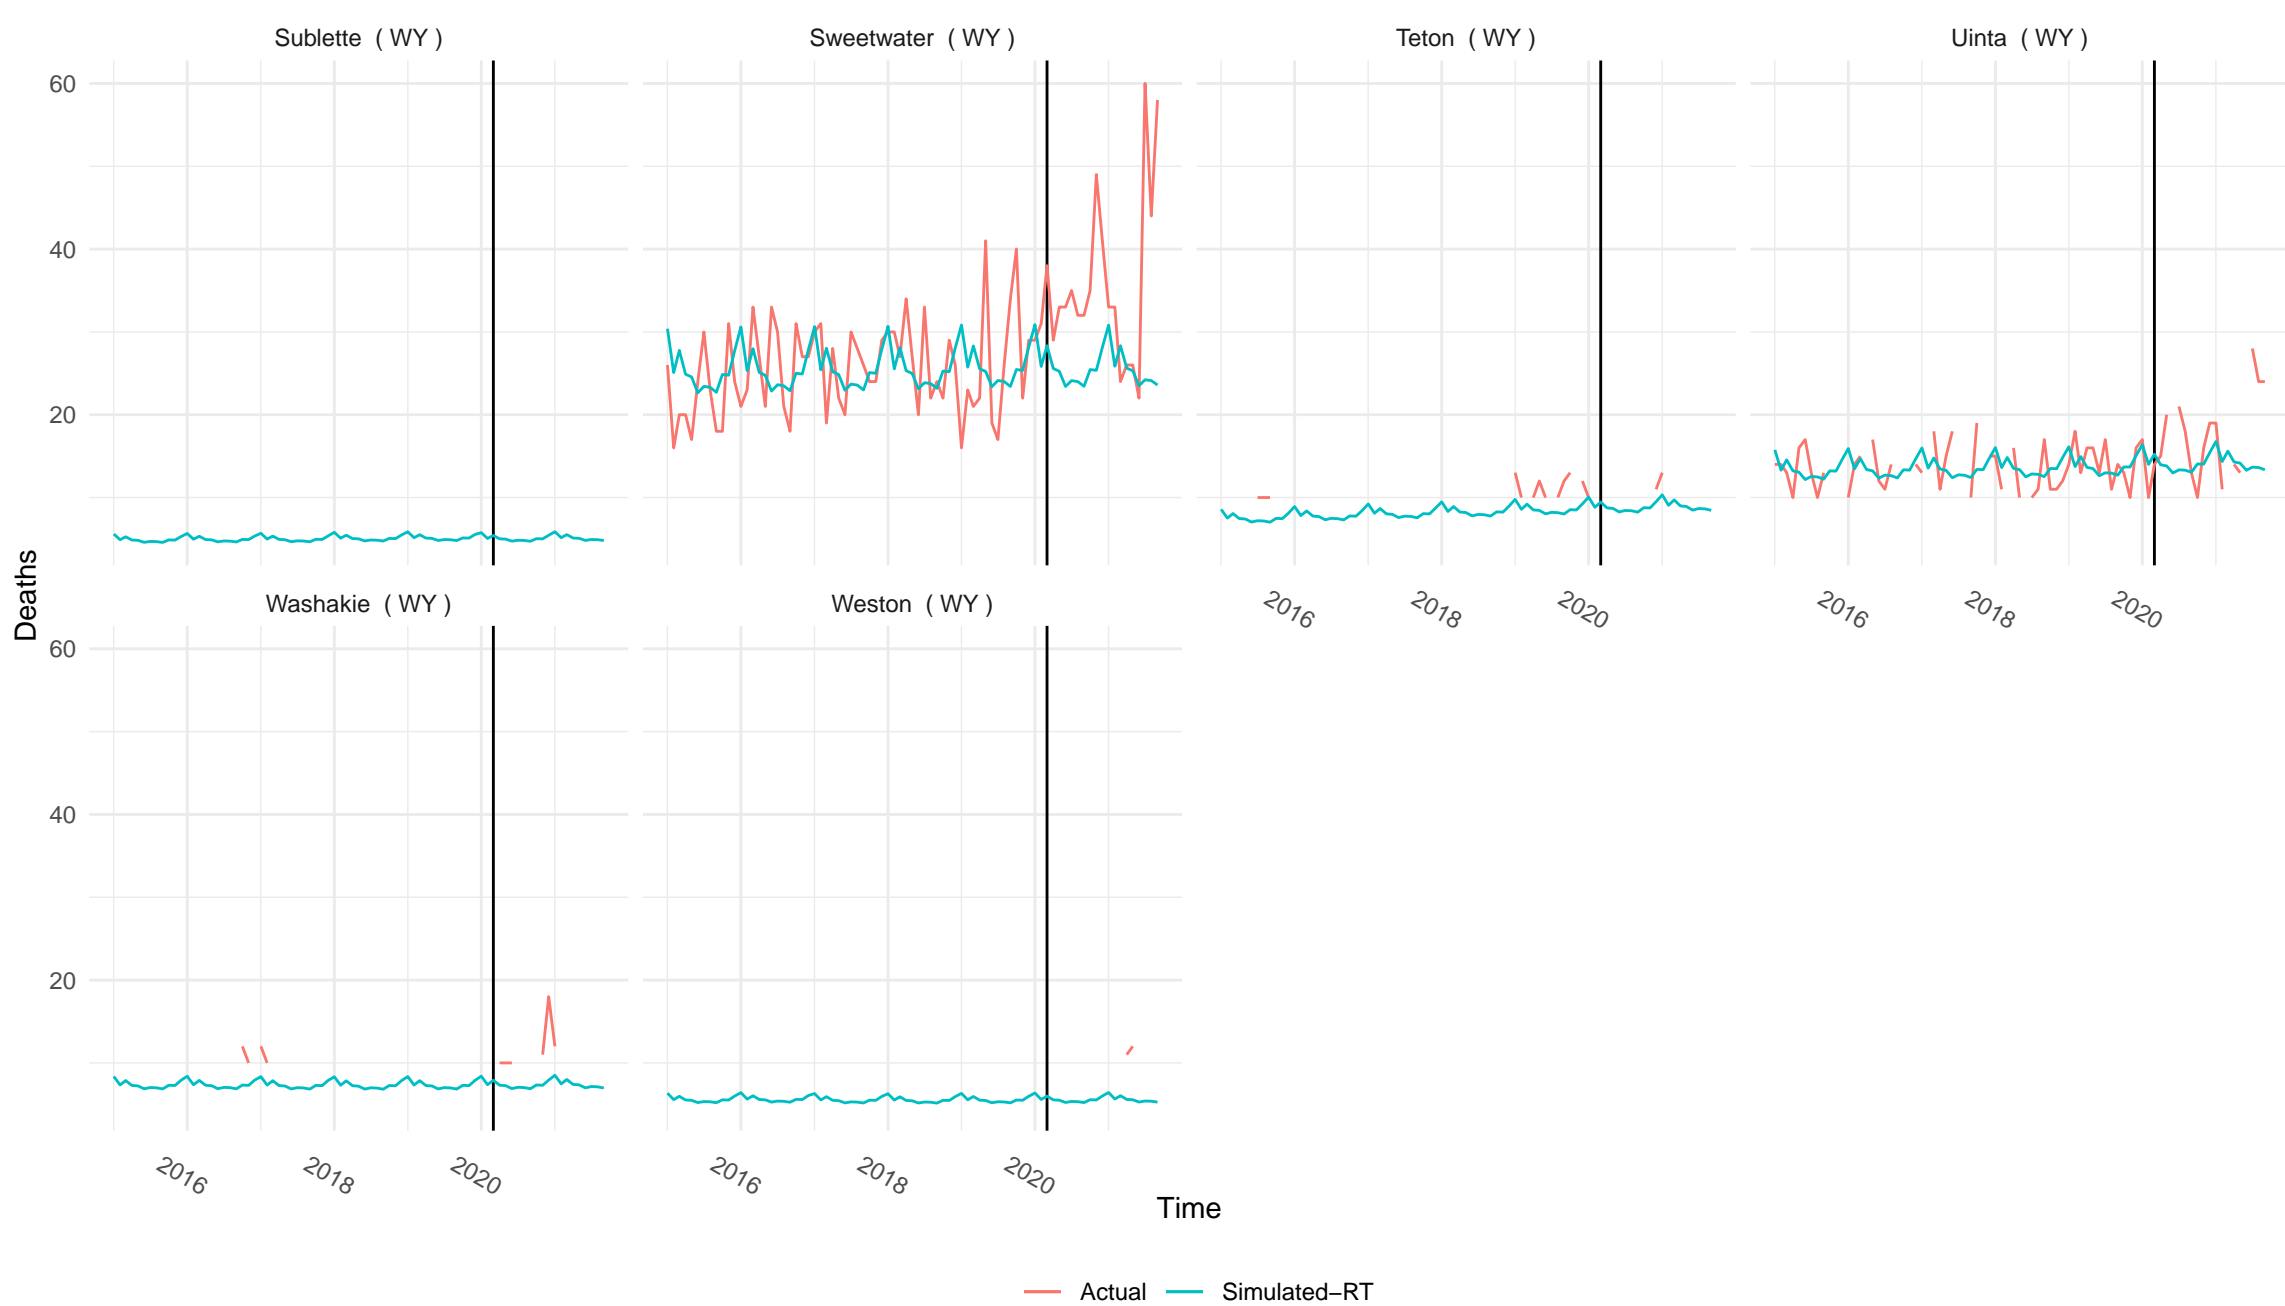 Sublette  ( WY )
Sweetwater  ( WY )
Teton  ( WY )
Uinta  ( WY )
60
40
20
2016
2018
2020
2016
2018
2020
Deaths
Washakie  ( WY )
Weston  ( WY )
60
40
20
2016
2018
2020
2016
2018
2020
Time
Actual
Simulated−RT